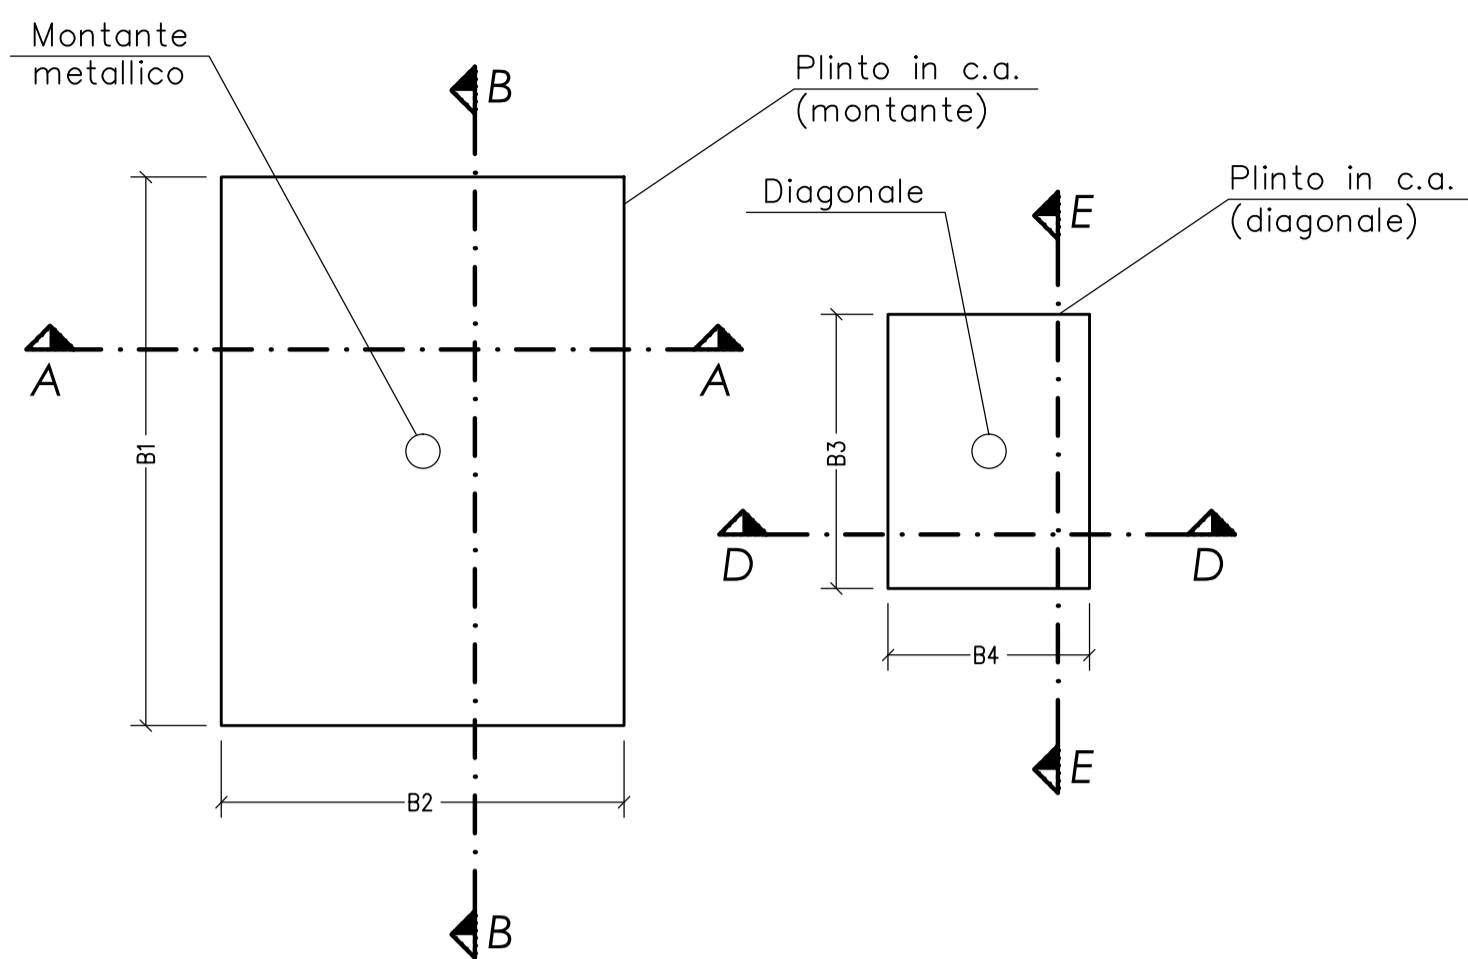 Montante
metallico
B
Plinto in c.a.
(montante)
Diagonale
Plinto in c.a.
(diagonale)
E
A
A
B1
B3
D
D
B4
E
B2
B